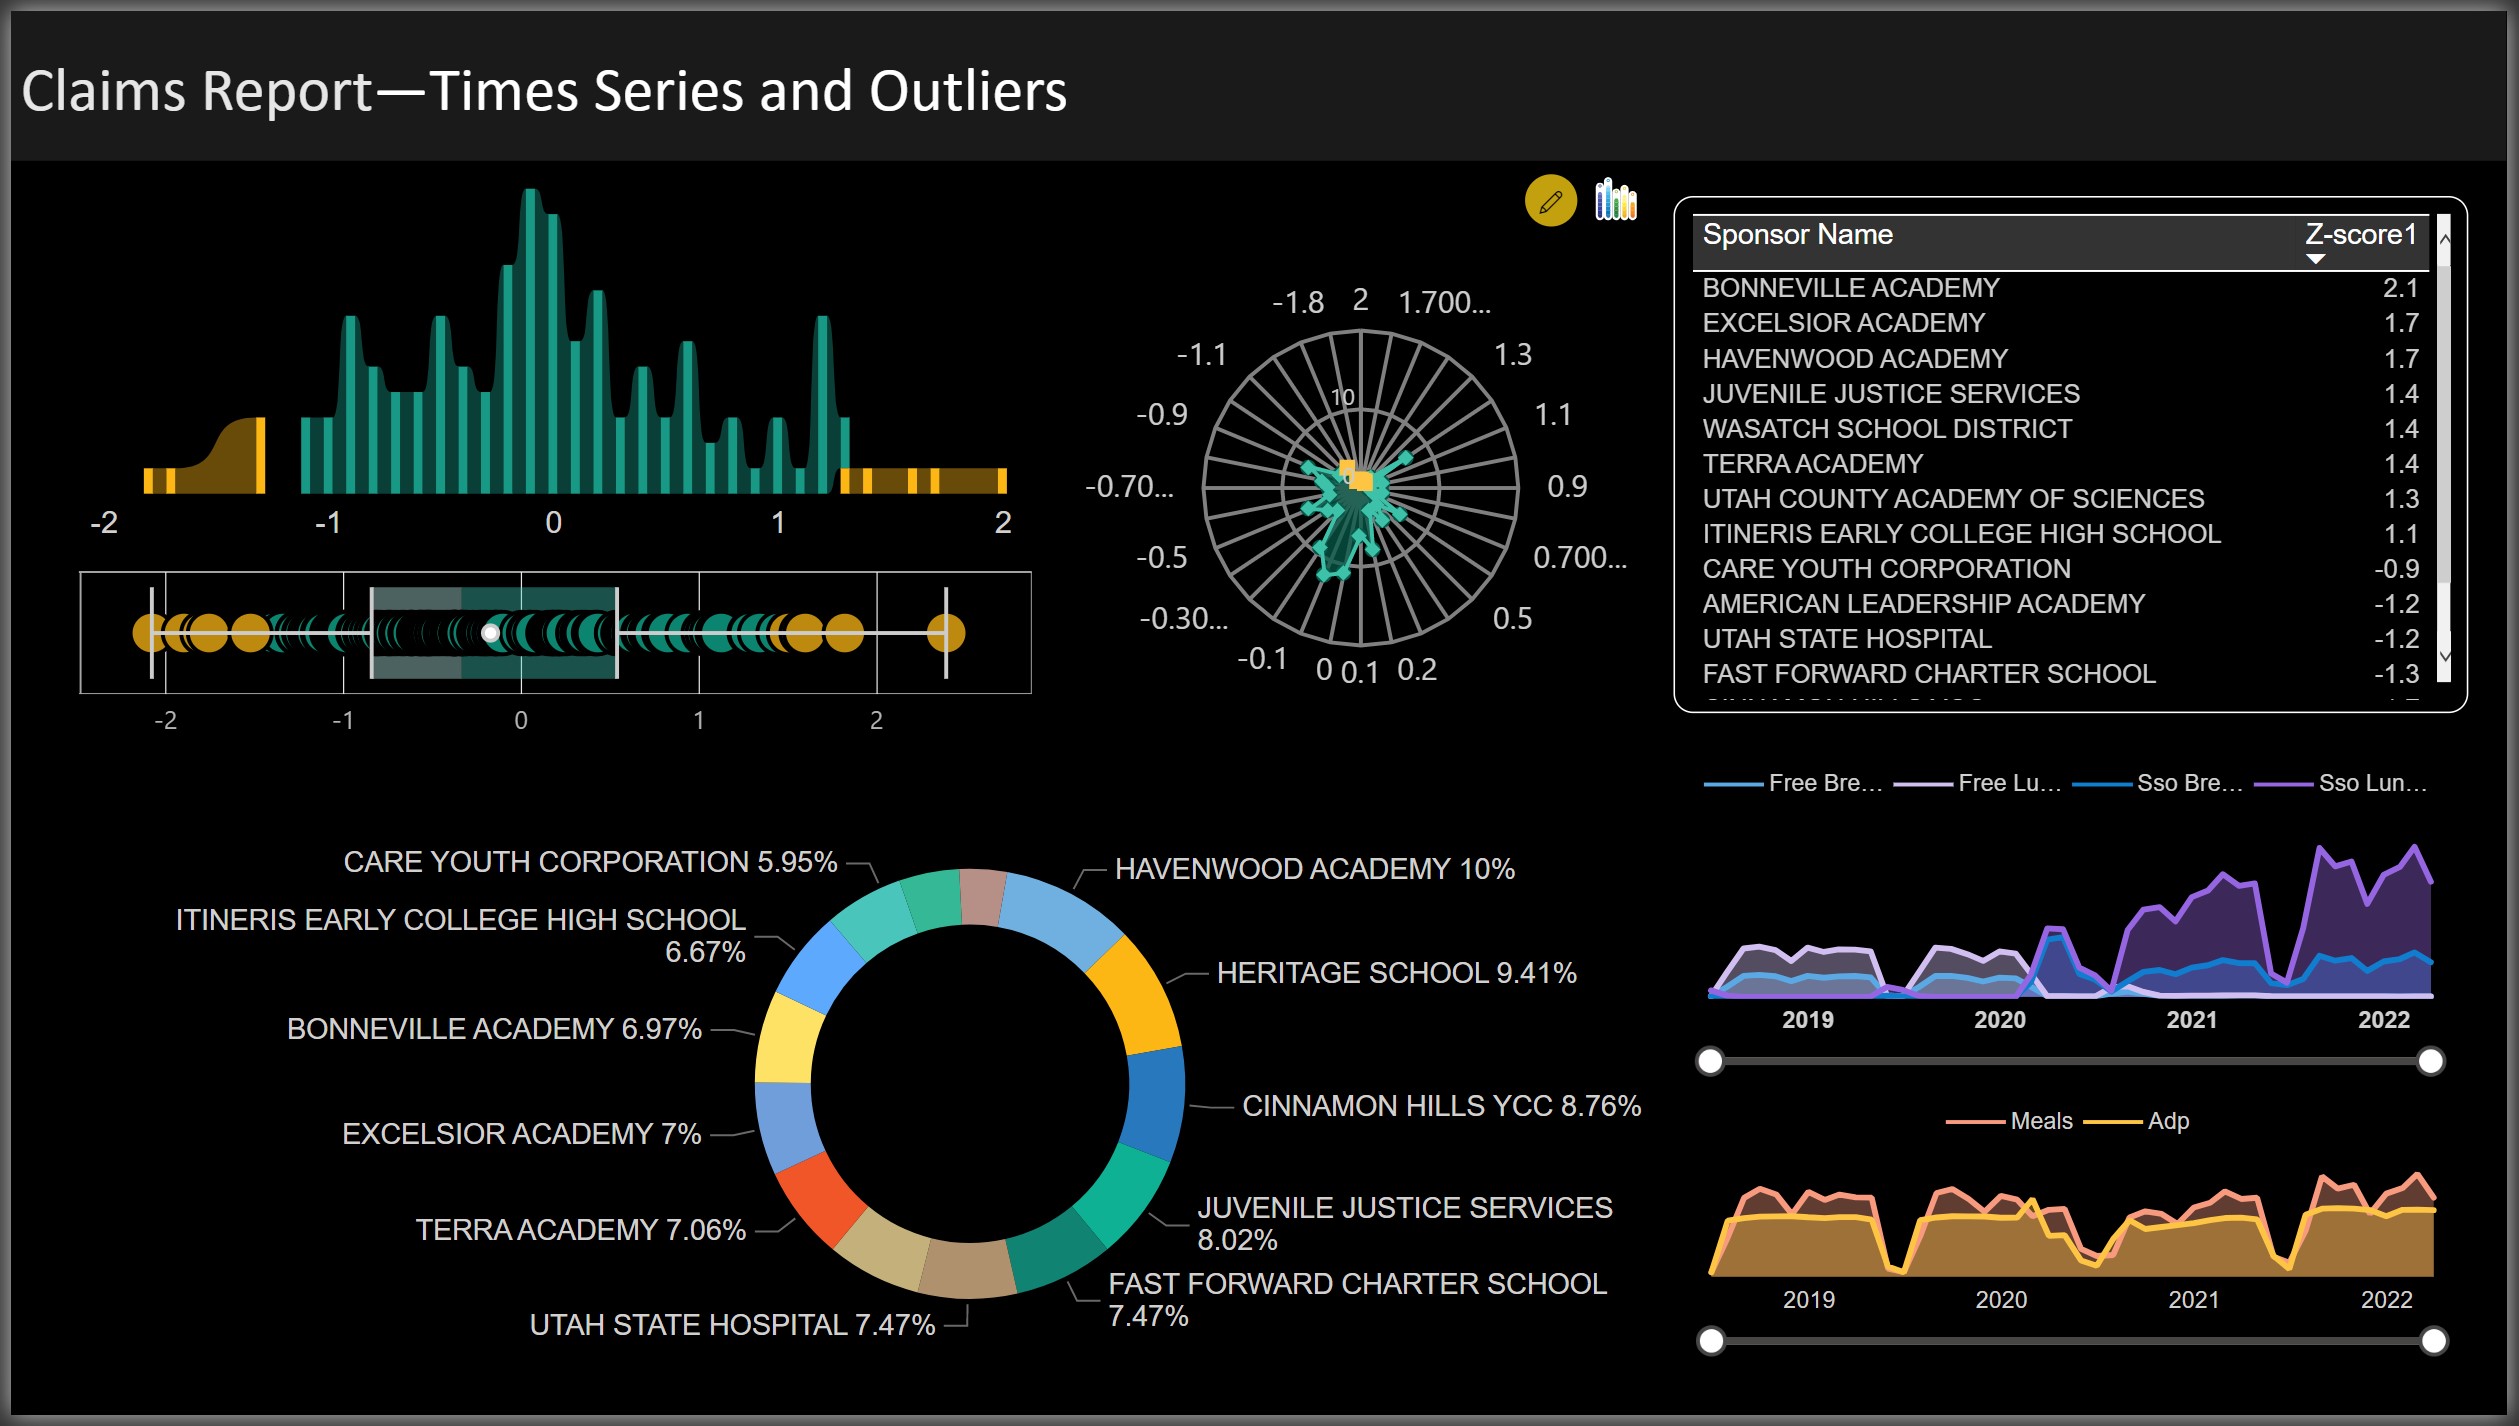 Claims Report—Times Series and Outliers
-2
-1
0
1
2
-2
-1
0
1
2
-1.8
2
1.700...
-1.1
1.3
10
-0.9
1.1
-0.70...
0.9
-0.5
0.700...
-0.30...
0.5
-0.1
0
0.1
0.2
Sponsor Name Z-score1
BONNEVILLE ACADEMY 2.1
EXCELSIOR ACADEMY 1.7
HAVENWOOD ACADEMY 1.7
JUVENILE JUSTICE SERVICES 1.4
WASATCH SCHOOL DISTRICT 1.4
TERRA ACADEMY 1.4
UTAH COUNTY ACADEMY OF SCIENCES 1.3
ITINERIS EARLY COLLEGE HIGH SCHOOL 1.1
CARE YOUTH CORPORATION -0.9
AMERICAN LEADERSHIP ACADEMY -1.2
UTAH STATE HOSPITAL -1.2
FAST FORWARD CHARTER SCHOOL -1.3
CARE YOUTH CORPORATION 5.95%
ITINERIS EARLY COLLEGE HIGH SCHOOL
6.67%
BONNEVILLE ACADEMY 6.97%
EXCELSIOR ACADEMY 7%
TERRA ACADEMY 7.06%
UTAH STATE HOSPITAL 7.47%
HAVENWOOD ACADEMY 10%
HERITAGE SCHOOL 9.41%
CINNAMON HILLS YCC 8.76%
JUVENILE JUSTICE SERVICES
8.02%
FAST FORWARD CHARTER SCHOOL
7.47%
Free Bre... Free Lu... Sso Bre... Sso Lun...
2019 2020 2021 2022
Meals Adp
2019 2020 2021 2022